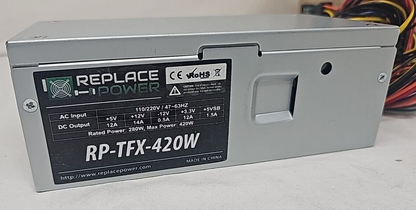 REPLACE
POWER
CE RoHS
AC Input 110/220V / 47~63HZ
DC Output +5V +12V -12V +3.3V +5VSB
12A 14A 0.5A 12A 1.5A
Rated Power: 280W, Max Power 420W
RP-TFX-420W
http://www.replacepower.com
MADE IN CHINA